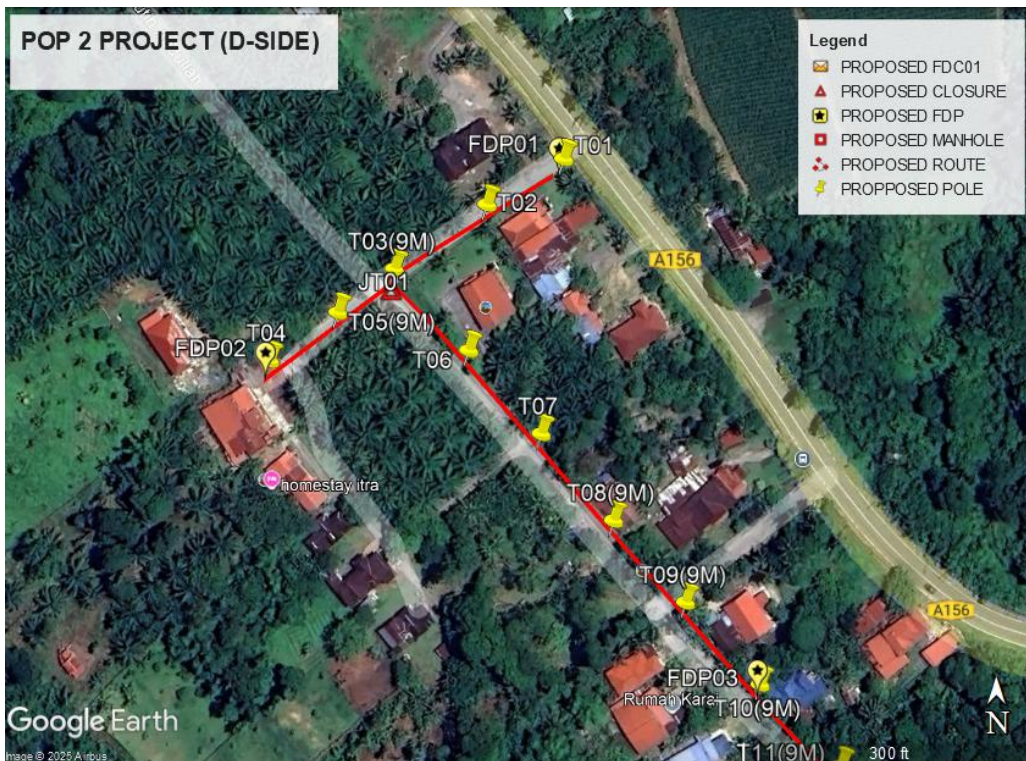 POP 2 PROJECT (D-SIDE)
Legend
PROPOSED FDC01
PROPOSED CLOSURE
PROPOSED FDP
PROPOSED MANHOLE
PROPOSED ROUTE
PROPPOSED POLE
FDP01
T01
T02
T03(9M)
A156
JT01
T05(9M)
T04
FDP02
T06
T07
homestay itra
T08(9M)
T09(9M)
A156
FDP03
Rumah Kara
T10(9M)
N
Google Earth
T11(9M)
300 ft
Image © 2025 Airbus